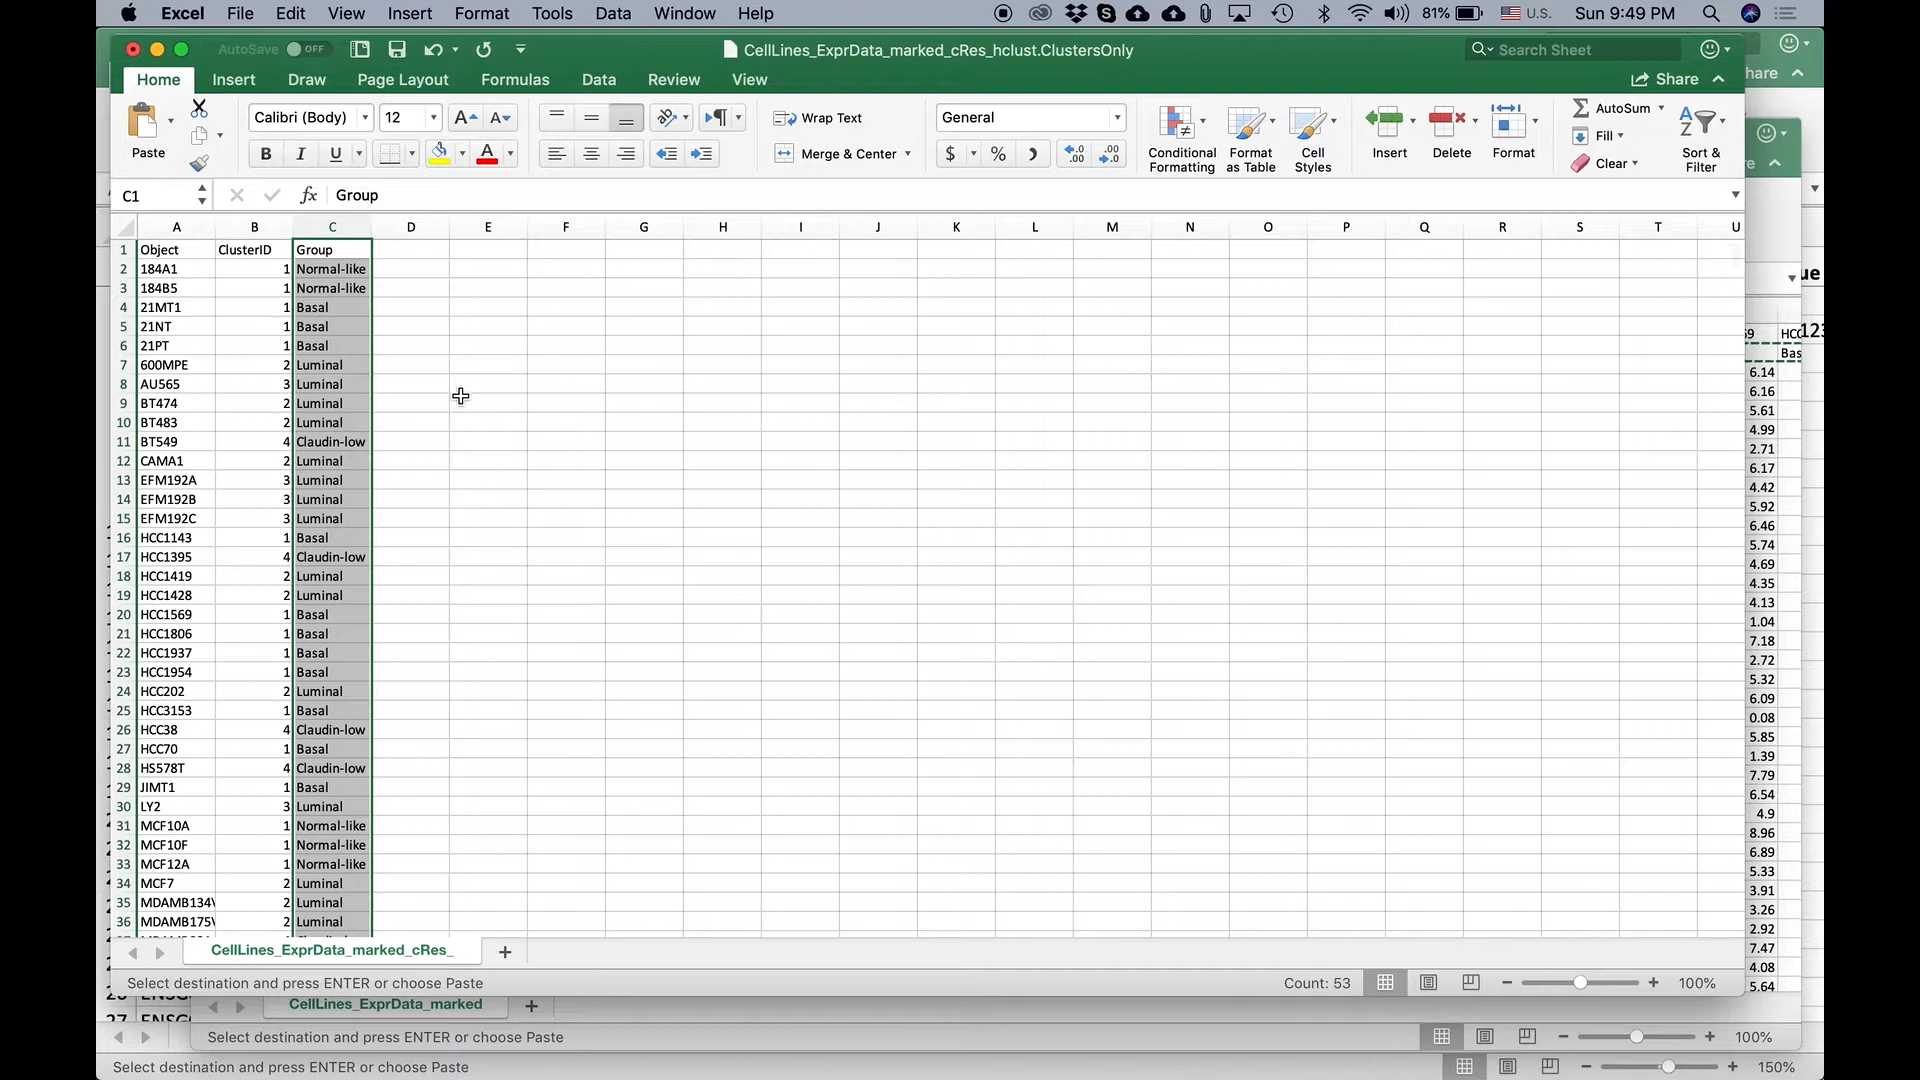 Excel File Edit View Insert Format Tools Data Window Help 81% U.S. Sun 9:49 PM
AutoSave OFF CellLines_ExprData_marked_cRes_hclust.ClustersOnly Search Sheet
Home Insert Draw Page Layout Formulas Data Review View Share hare
Paste Calibri (Body) 12 Wrap Text General AutoSum
Merge & Center $ % Conditional Formatting Format as Table Cell Styles Insert Delete Format Fill Clear Sort & Filter
C1 fx Group
A B C D E F G H I J K L M N O P Q R S T U
1 Object ClusterID Group
2 184A1 1 Normal-like
3 184B5 1 Normal-like
4 21MT1 1 Basal
5 21NT 1 Basal
6 21PT 1 Basal
7 600MPE 2 Luminal
8 AU565 3 Luminal
9 BT474 2 Luminal
10 BT483 2 Luminal
11 BT549 4 Claudin-low
12 CAMA1 2 Luminal
13 EFM192A 3 Luminal
14 EFM192B 3 Luminal
15 EFM192C 3 Luminal
16 HCC1143 1 Basal
17 HCC1395 4 Claudin-low
18 HCC1419 2 Luminal
19 HCC1428 2 Luminal
20 HCC1569 1 Basal
21 HCC1806 1 Basal
22 HCC1937 1 Basal
23 HCC1954 1 Basal
24 HCC202 2 Luminal
25 HCC3153 1 Basal
26 HCC38 4 Claudin-low
27 HCC70 1 Basal
28 HS578T 4 Claudin-low
29 JIMT1 1 Basal
30 LY2 3 Luminal
31 MCF10A 1 Normal-like
32 MCF10F 1 Normal-like
33 MCF12A 1 Normal-like
34 MCF7 2 Luminal
35 MDAMB134V 2 Luminal
36 MDAMB175V 2 Luminal
ue
HCC
123
Bas
6.14
6.16
5.61
4.99
2.71
6.17
4.42
5.92
6.46
5.74
4.69
4.35
4.13
1.04
7.18
2.72
5.32
6.09
0.08
5.85
1.39
7.79
6.54
4.9
8.96
6.89
5.33
3.91
3.26
2.92
7.47
4.08
5.64
CellLines_ExprData_marked_cRes_ +
Select destination and press ENTER or choose Paste Count: 53 100%
CellLines_ExprData_marked +
27 ENSG
Select destination and press ENTER or choose Paste 100%
Select destination and press ENTER or choose Paste 150%